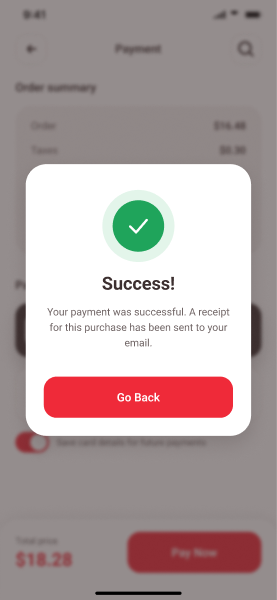 9:41
Payment
Order summary
Order $16.48
Taxes $0.30
Success!
Your payment was successful. A receipt
for this purchase has been sent to your
email.
Go Back
Save card details for future payments
Total price
$18.28
Pay Now